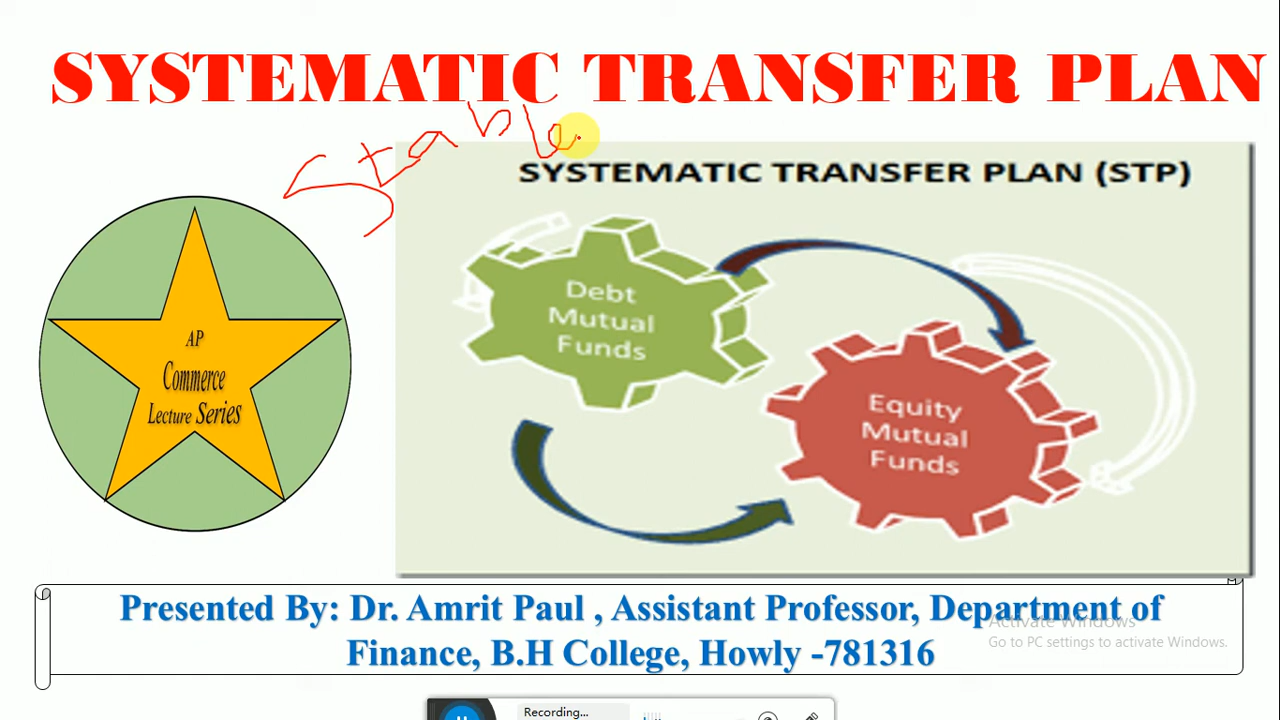 SYSTEMATIC TRANSFER PLAN
Stable
SYSTEMATIC TRANSFER PLAN (STP)
Debt
Mutual
Funds
Equity
Mutual
Funds
AP
Commerce
Lecture Series
Presented By: Dr. Amrit Paul , Assistant Professor, Department of
Finance, B.H College, Howly -781316
Activate Windows
Go to PC settings to activate Windows.
Recording...